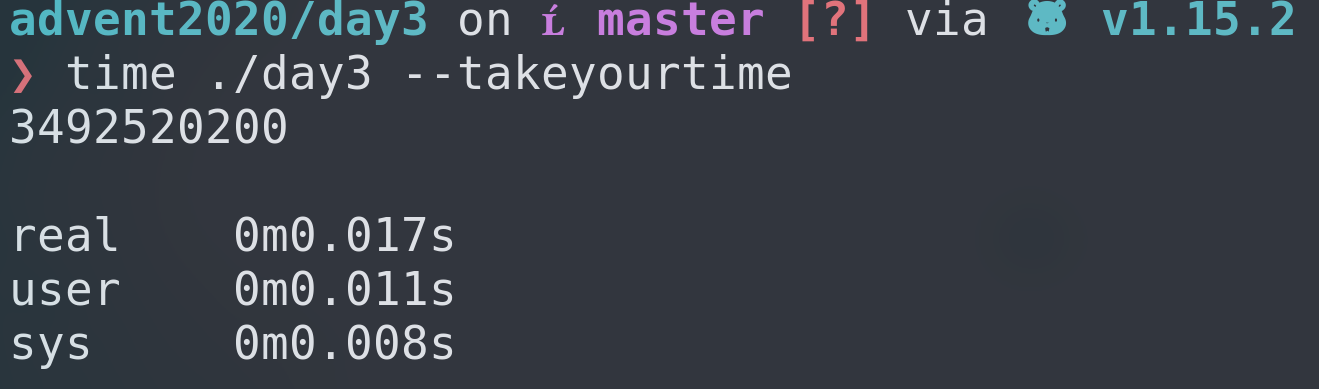 advent2020/day3 on Ĺ master [?] via 🐹 v1.15.2
❯ time ./day3 --takeyourtime
3492520200
real 0m0.017s
user 0m0.011s
sys 0m0.008s